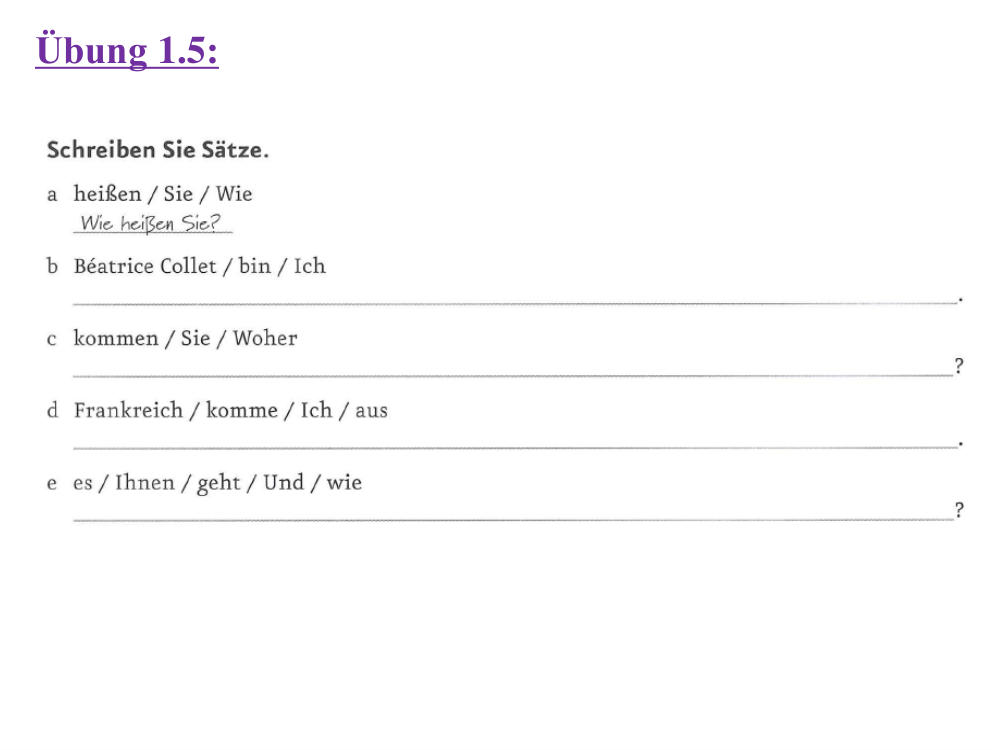 Übung 1.5:
Schreiben Sie Sätze.
a heißen / Sie / Wie
Wie heißen Sie?
b Béatrice Collet / bin / Ich
.
c kommen / Sie / Woher
?
d Frankreich / komme / Ich / aus
.
e es / Ihnen / geht / Und / wie
?